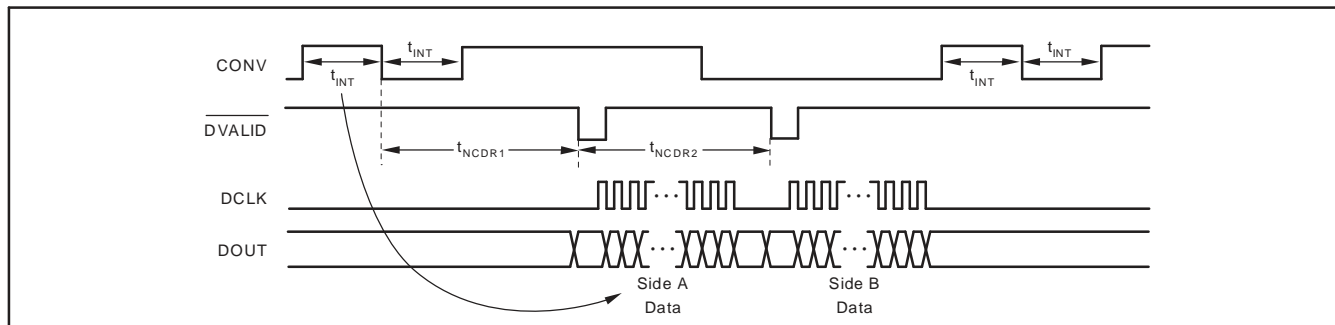 CONV
t_INT
t_INT
t_INT
t_INT
DVALID
t_NCDR1
t_NCDR2
DCLK
...
...
DOUT
...
...
Side A
Data
Side B
Data